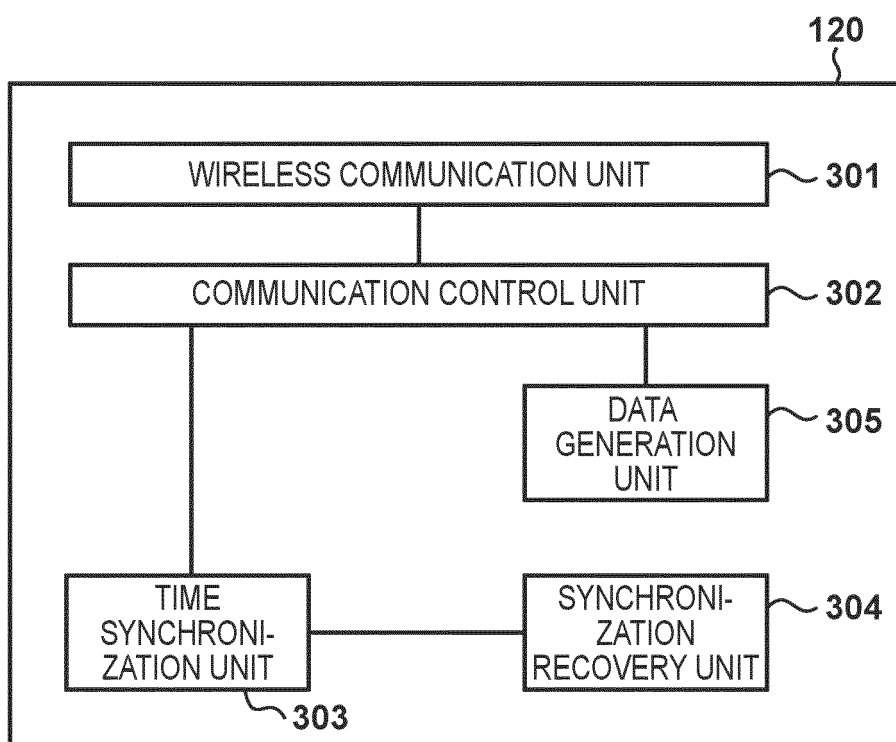 120
WIRELESS COMMUNICATION UNIT
301
COMMUNICATION CONTROL UNIT
302
DATA
GENERATION
UNIT
305
TIME
SYNCHRONI-
ZATION UNIT
303
SYNCHRONI-
ZATION
RECOVERY UNIT
304